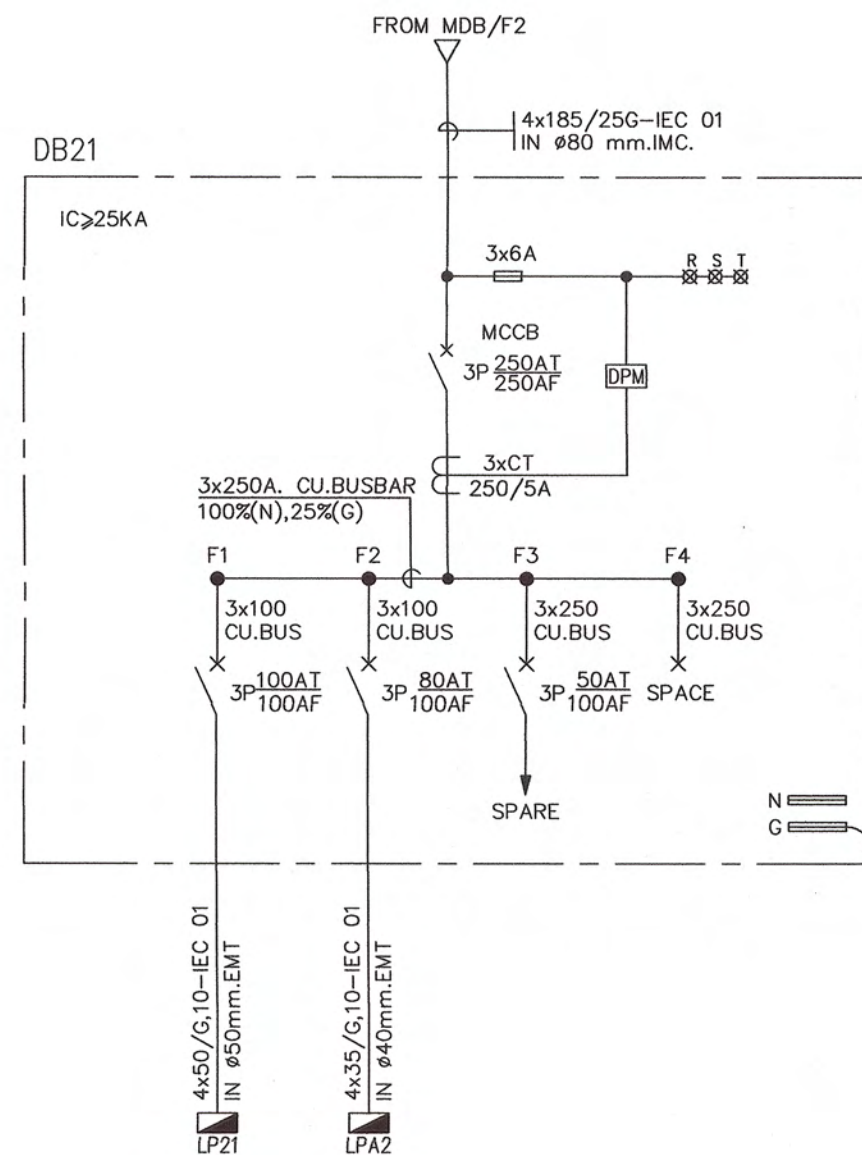 FROM MDB/F2
4x185/25G-IEC 01
IN ø80 mm.IMC.
DB21
IC≥25KA
3x6A
R S T
MCCB
3P 250AT
250AF
DPM
3xCT
250/5A
3x250A. CU.BUSBAR
100%(N),25%(G)
F1 F2 F3 F4
3x100
CU.BUS
3x100
CU.BUS
3x250
CU.BUS
3x250
CU.BUS
3P 100AT
100AF
3P 80AT
100AF
3P 50AT
100AF
SPACE
SPARE
N
G
4x50/G,10-IEC 01
IN ø50mm.EMT
4x35/G,10-IEC 01
IN ø40mm.EMT
LP21
LPA2